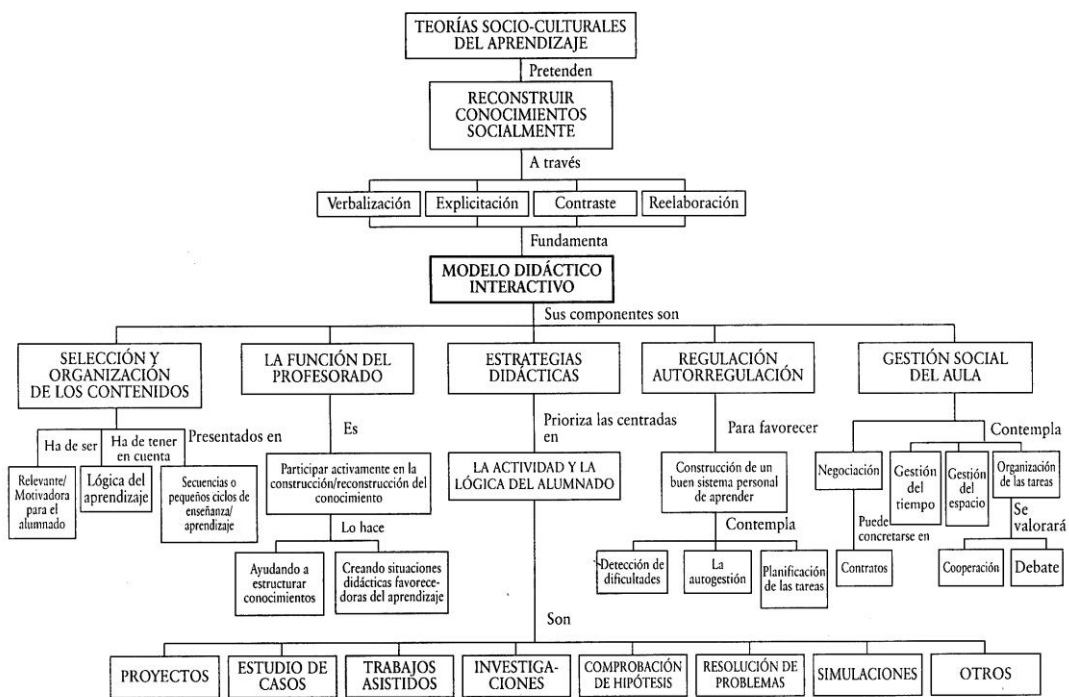 TEORÍAS SOCIO-CULTURALES
DEL APRENDIZAJE
Pretenden
RECONSTRUIR
CONOCIMIENTOS
SOCIALMENTE
A través
Verbalización
Explicitación
Contraste
Reelaboración
Fundamenta
MODELO DIDÁCTICO
INTERACTIVO
Sus componentes son
SELECCIÓN Y
ORGANIZACIÓN
DE LOS CONTENIDOS
LA FUNCIÓN DEL
PROFESORADO
ESTRATEGIAS
DIDÁCTICAS
REGULACIÓN
AUTORREGULACIÓN
GESTIÓN SOCIAL
DEL AULA
Ha de ser
Ha de tener
en cuenta
Presentados en
Es
Prioriza las centradas
en
Para favorecer
Contempla
Relevante/
Motivadora
para el
alumnado
Lógica del
aprendizaje
Secuencias o
pequeños ciclos de
enseñanza/
aprendizaje
Participar activamente en la
construcción/reconstrucción del
conocimiento
LA ACTIVIDAD Y LA
LÓGICA DEL ALUMNADO
Construcción de un
buen sistema personal
de aprender
Negociación
Gestión
del
tiempo
Gestión
del
espacio
Organización
de las tareas
Lo hace
Contempla
Puede
concretarse en
Se
valorará
Ayudando a
estructurar
conocimientos
Creando situaciones
didácticas favorece-
doras del aprendizaje
Detección de
dificultades
La
autogestión
Planificación
de las tareas
Contratos
Cooperación
Debate
Son
PROYECTOS
ESTUDIO DE
CASOS
TRABAJOS
ASISTIDOS
INVESTIGA-
CIONES
COMPROBACIÓN
DE HIPÓTESIS
RESOLUCIÓN DE
PROBLEMAS
SIMULACIONES
OTROS